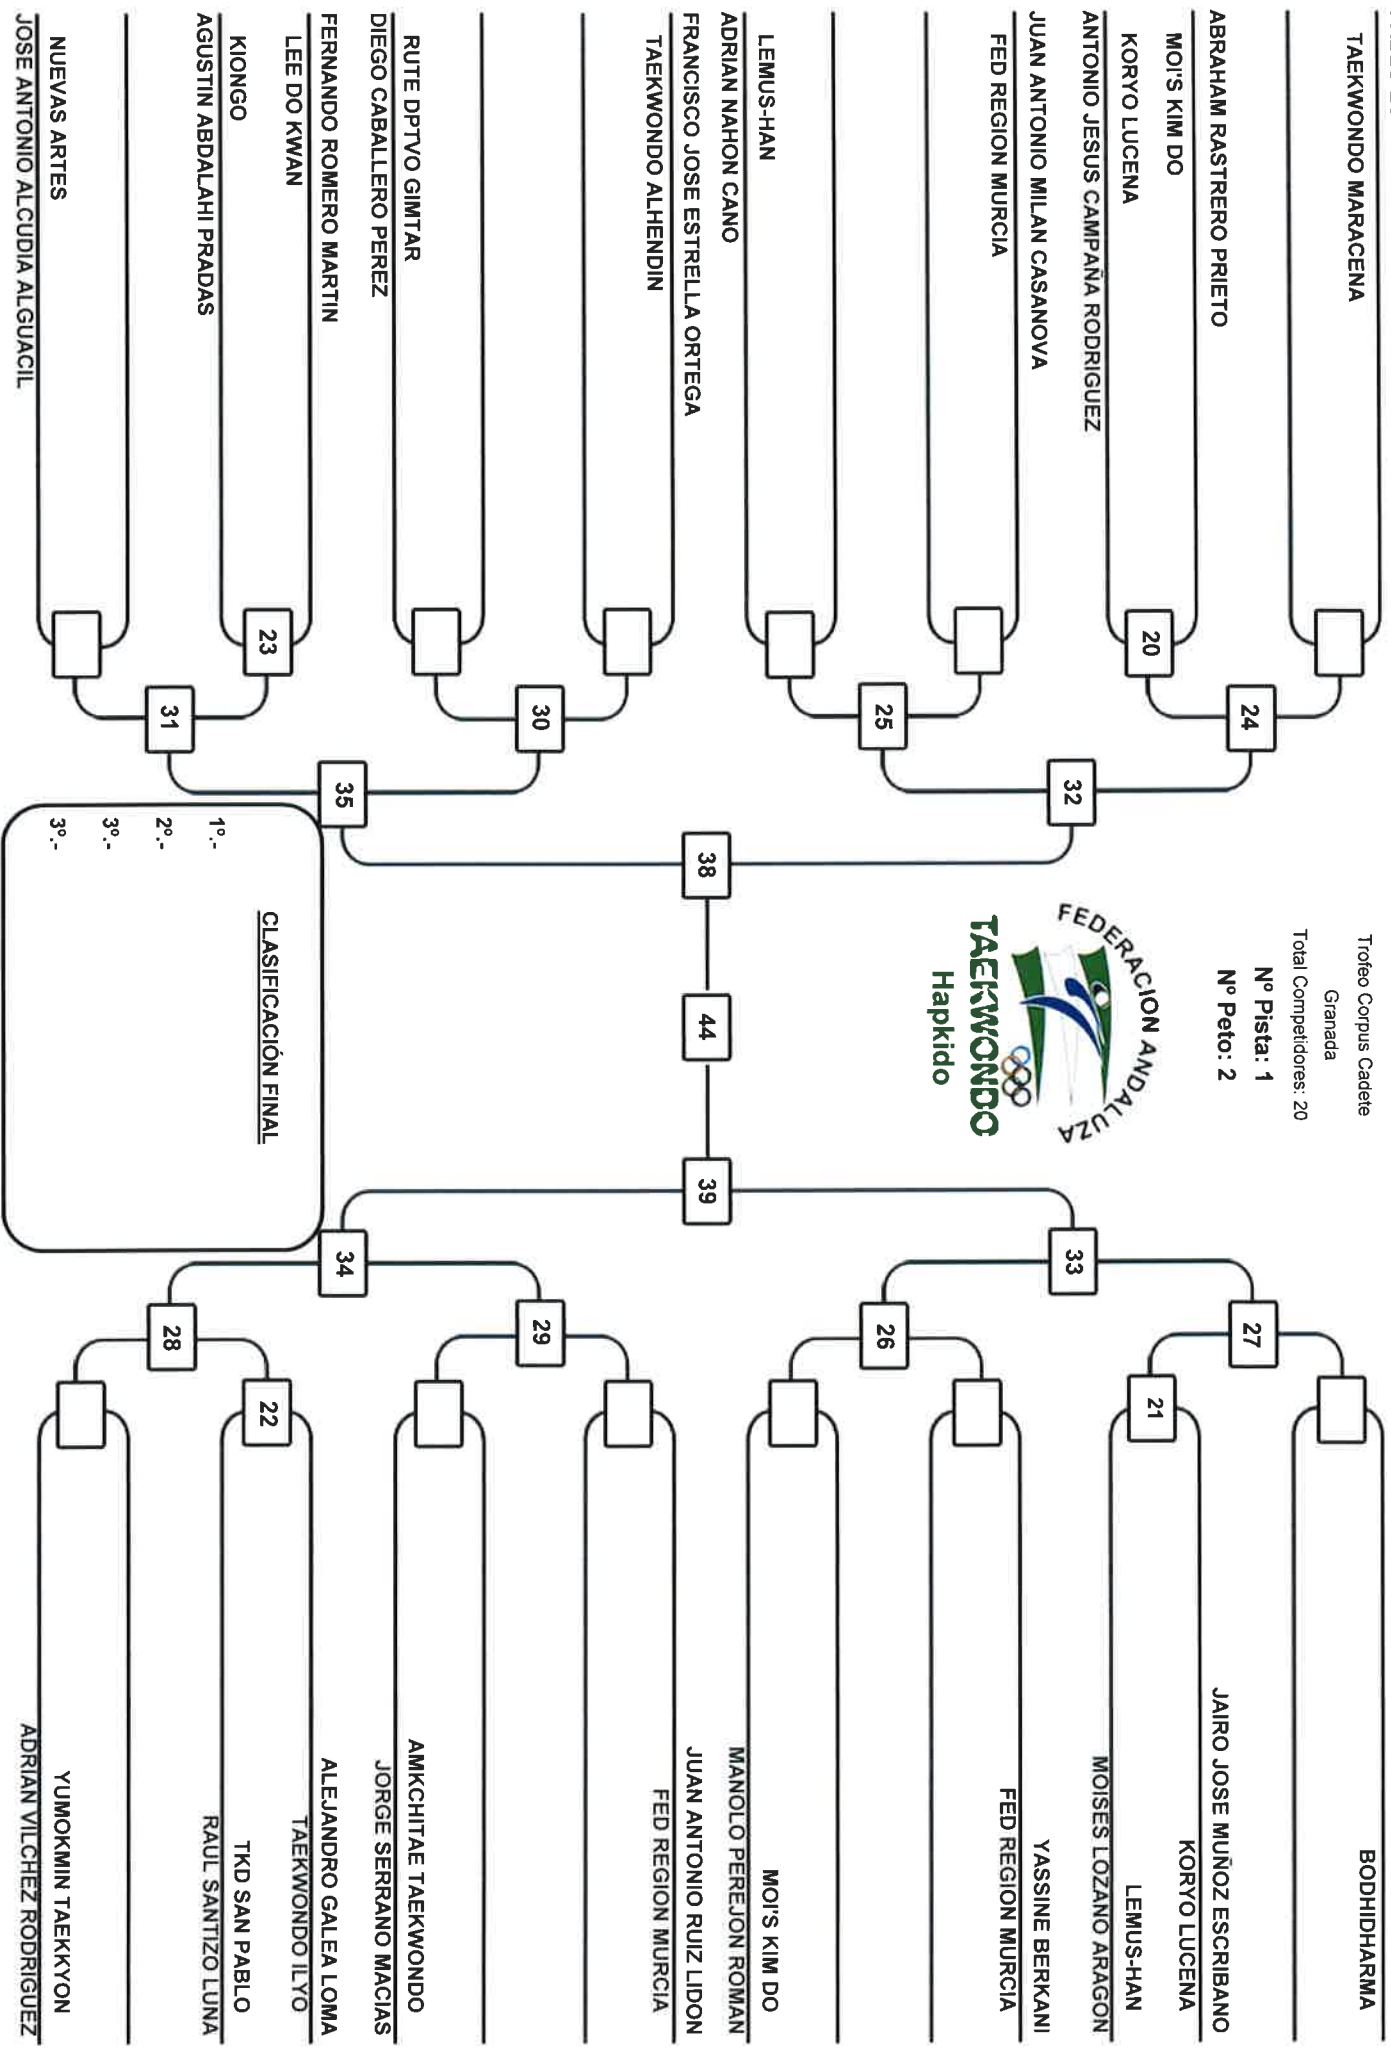 TAEKWONDO MARACENA
ABRAHAM RASTRERO PRIETO
MOI'S KIM DO
KORYO LUCENA
ANTONIO JESUS CAMPAÑA RODRIGUEZ
JUAN ANTONIO MILAN CASANOVA
FED REGION MURCIA
LEMUS-HAN
ADRIAN NAHON CANO
FRANCISCO JOSE ESTRELLA ORTEGA
TAEKWONDO ALHENDIN
RUTE DPTVO GIMTAR
DIEGO CABALLERO PEREZ
FERNANDO ROMERO MARTIN
LEE DO KWAN
KIONGO
AGUSTIN ABDALAHI PRADAS
NUEVAS ARTES
JOSE ANTONIO ALCUDIA ALGUACIL
20
23
24
25
30
31
32
35
38
Trofeo Corpus Cadete
Granada
Total Competidores: 20
Nº Pista: 1
Nº Peto: 2
FEDERACION ANDALUZA
TAEKWONDO
Hapkido
44
CLASIFICACIÓN FINAL
1º.-
2º.-
3º.-
3º.-
39
33
34
27
26
29
28
21
22
BODHIDHARMA
JAIRO JOSE MUÑOZ ESCRIBANO
KORYO LUCENA
LEMUS-HAN
MOISES LOZANO ARAGON
YASSINE BERKANI
FED REGION MURCIA
MOI'S KIM DO
MANOLO PEREJON ROMAN
JUAN ANTONIO RUIZ LIDON
FED REGION MURCIA
AMKCHITAE TAEKWONDO
JORGE SERRANO MACIAS
ALEJANDRO GALEA LOMA
TAEKWONDO ILYO
TKD SAN PABLO
RAUL SANTIZO LUNA
YUMOKMIN TAEKKYON
ADRIAN VILCHEZ RODRIGUEZ